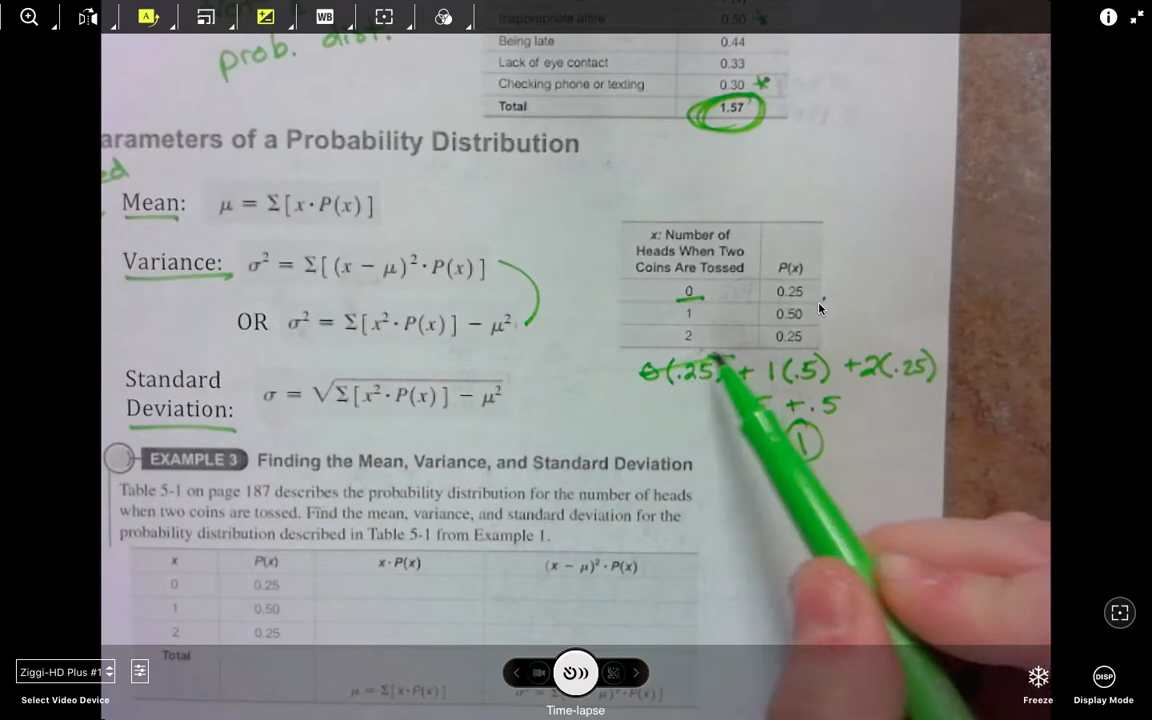 WB
prob. dist.
Inappropriate attire 0.50
Being late 0.44
Lack of eye contact 0.33
Checking phone or texting 0.30
Total 1.57
arameters of a Probability Distribution
ed
Mean: μ = Σ[x·P(x)]
Variance: σ² = Σ[(x − μ)²·P(x)]
OR σ² = Σ[x²·P(x)] − μ²
Standard
Deviation: σ = √Σ[x²·P(x)] − μ²
x: Number of
Heads When Two
Coins Are Tossed P(x)
0 0.25
1 0.50
2 0.25
0(.25) + 1(.5) + 2(.25)
+ .5
1
EXAMPLE 3 Finding the Mean, Variance, and Standard Deviation
Table 5-1 on page 187 describes the probability distribution for the number of heads
when two coins are tossed. Find the mean, variance, and standard deviation for the
probability distribution described in Table 5-1 from Example 1.
x P(x) x·P(x) (x − μ)²·P(x)
0 0.25
1 0.50
2 0.25
Total
μ = Σ[x·P(x)]
Ziggi-HD Plus #1
Select Video Device
Time-lapse
Freeze
DISP
Display Mode